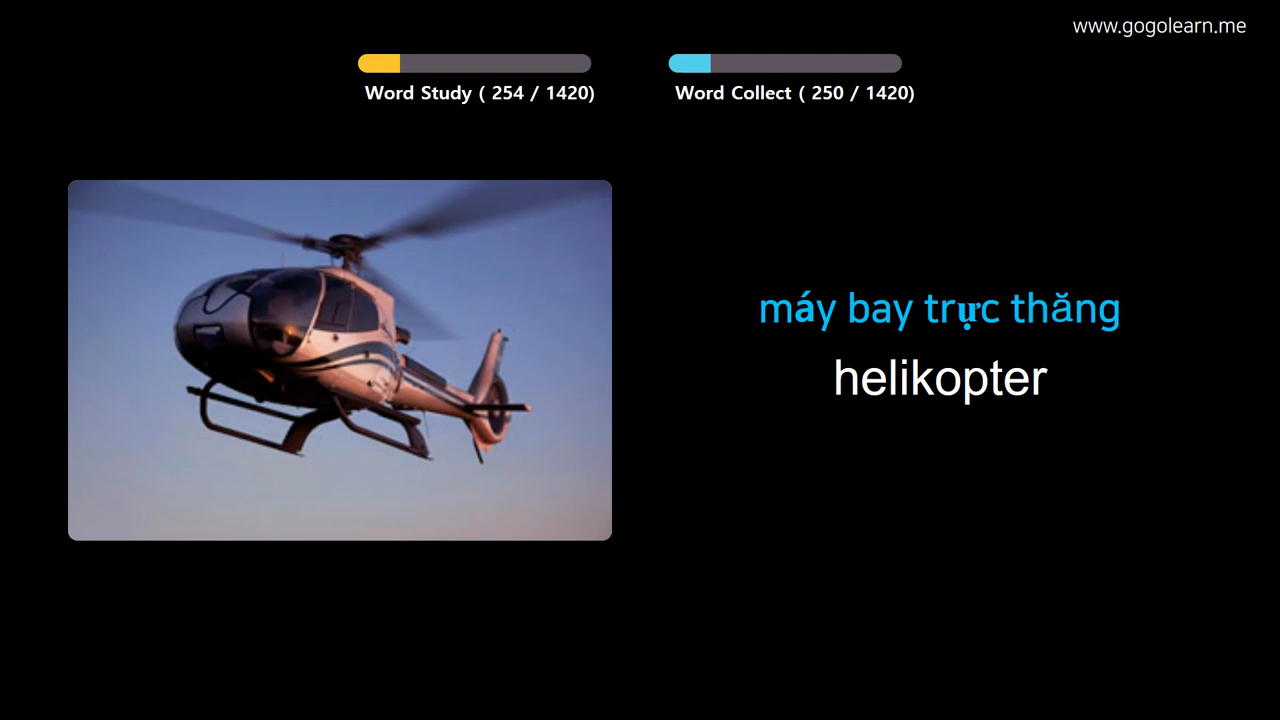 www.gogolearn.me
Word Study ( 254 / 1420)
Word Collect ( 250 / 1420)
máy bay trực thăng
helikopter